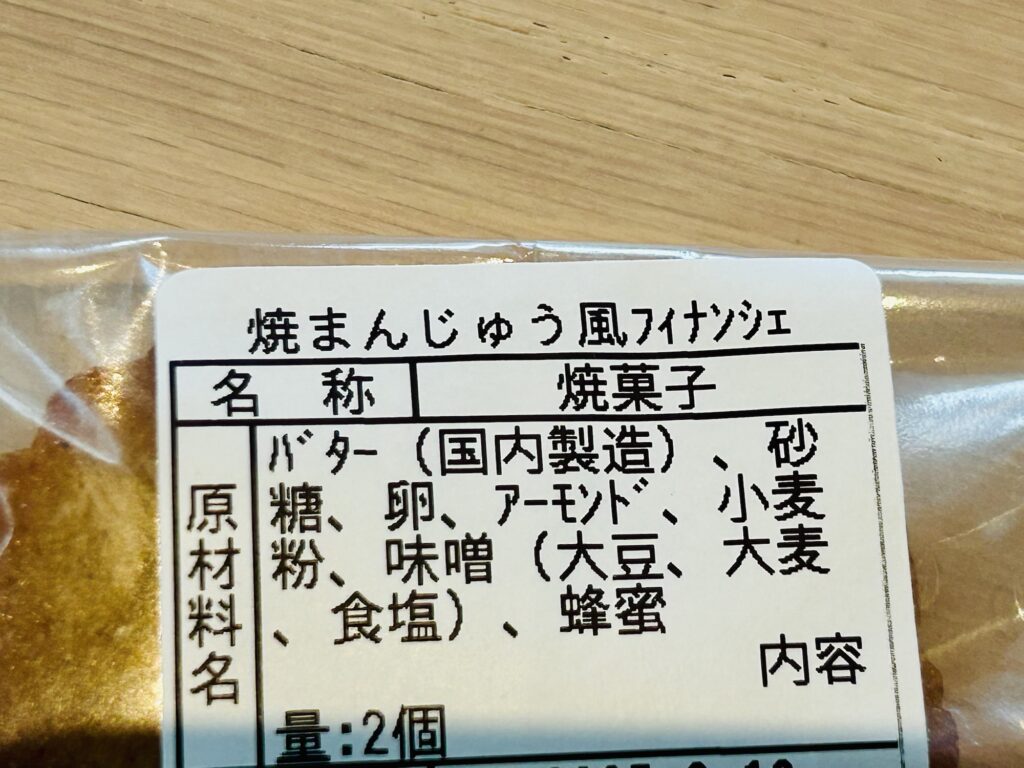 焼まんじゅう風ﾌｨﾅﾝｼｪ
名称 焼菓子
原材料名
ﾊﾞﾀｰ(国内製造)、砂
糖、卵、ｱｰﾓﾝﾄﾞ、小麦
粉、味噌(大豆、大麦
、食塩)、蜂蜜
内容
量:2個